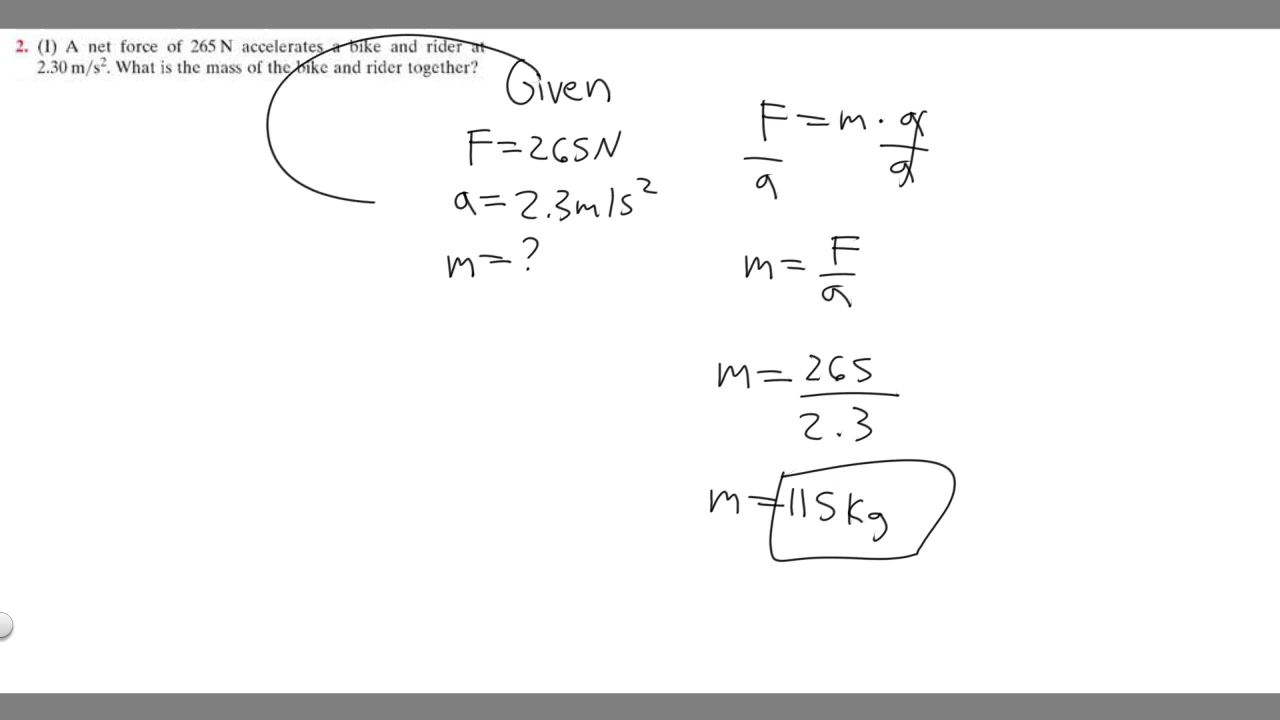 2. (I) A net force of 265 N accelerates a bike and rider at
2.30 m/s². What is the mass of the bike and rider together?
Given
F=265N
a=2.3m/s²
m=?
F=m·a
a a
m=F/a
m=265/2.3
m=115kg